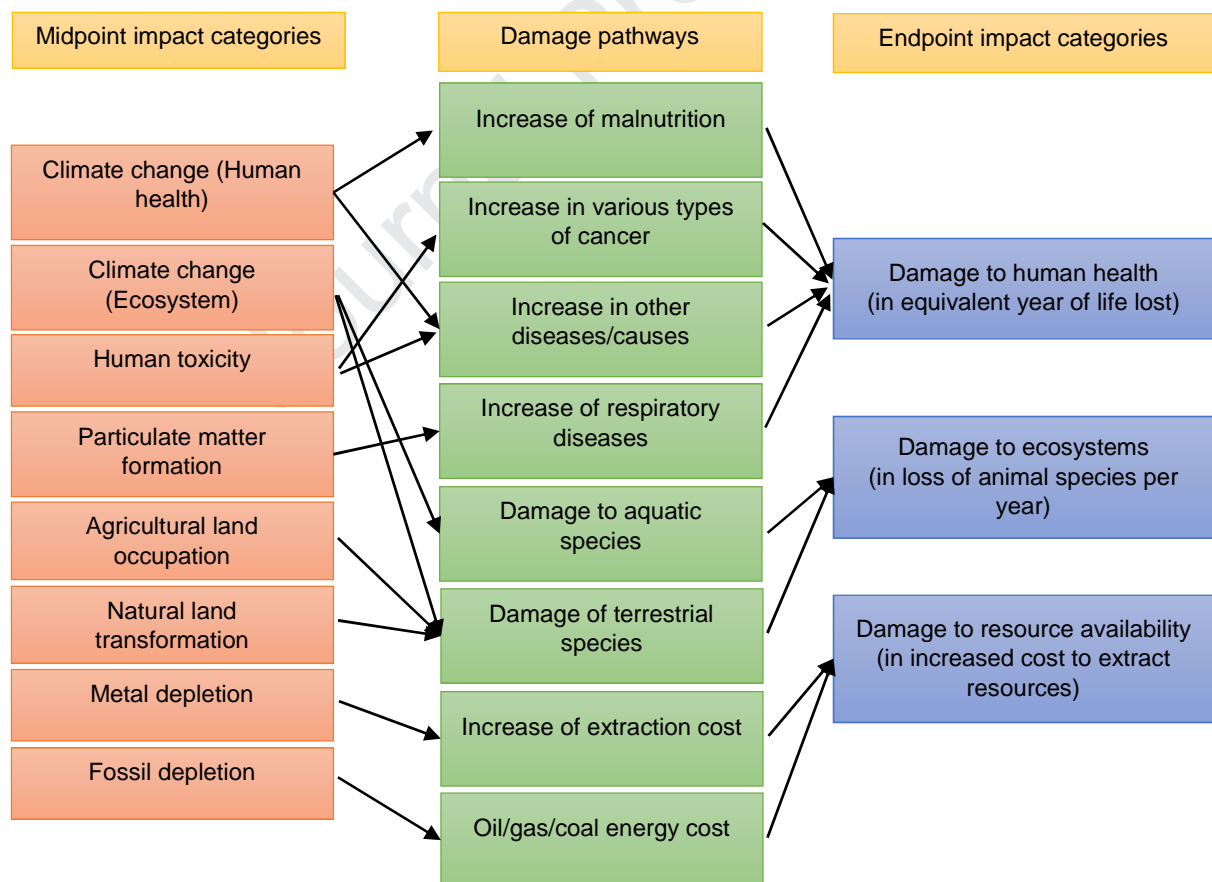 Midpoint impact categories
Damage pathways
Endpoint impact categories
Climate change (Human
health)
Climate change
(Ecosystem)
Human toxicity
Particulate matter
formation
Agricultural land
occupation
Natural land
transformation
Metal depletion
Fossil depletion
Increase of malnutrition
Increase in various types
of cancer
Increase in other
diseases/causes
Increase of respiratory
diseases
Damage to aquatic
species
Damage of terrestrial
species
Increase of extraction cost
Oil/gas/coal energy cost
Damage to human health
(in equivalent year of life lost)
Damage to ecosystems
(in loss of animal species per
year)
Damage to resource availability
(in increased cost to extract
resources)